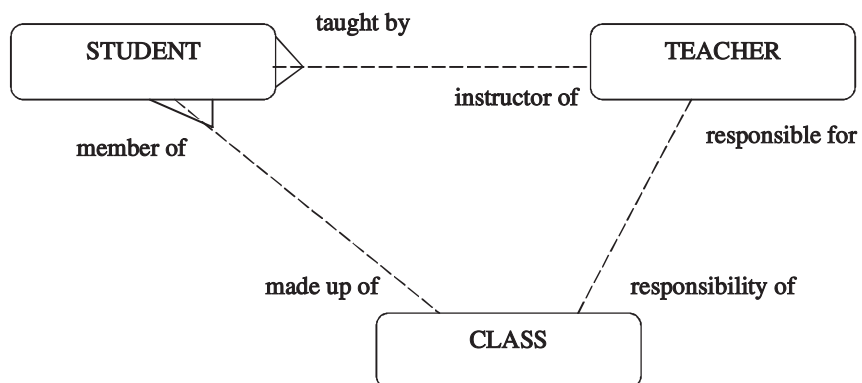 taught by
STUDENT
TEACHER
instructor of
member of
responsible for
made up of
responsibility of
CLASS